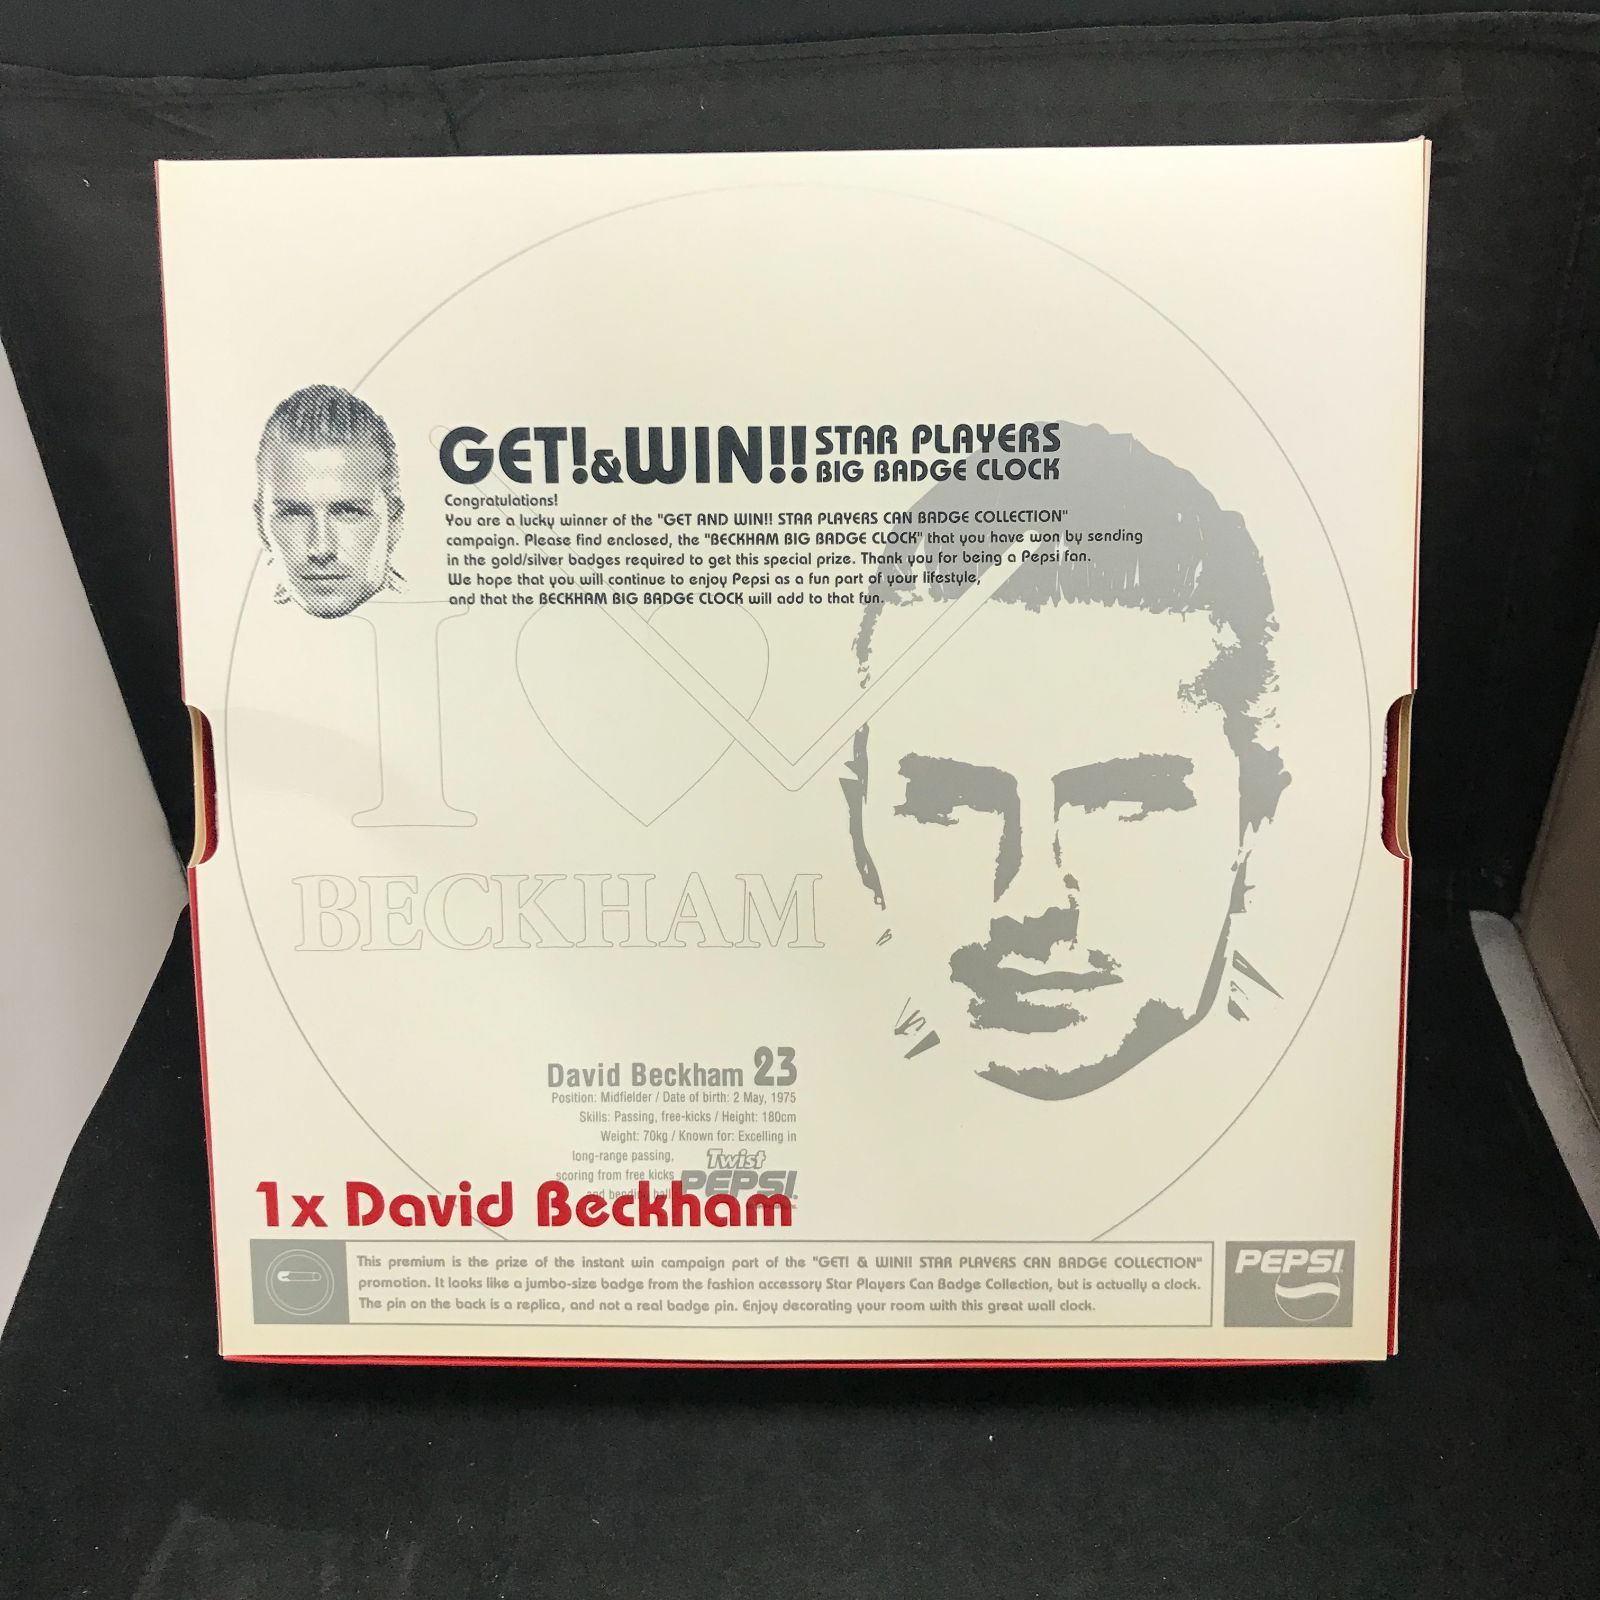 GET!&WIN!! STAR PLAYERS
BIG BADGE CLOCK
Congratulations!
You are a lucky winner of the "GET AND WIN!! STAR PLAYERS CAN BADGE COLLECTION"
campaign. Please find enclosed, the "BECKHAM BIG BADGE CLOCK" that you have won by sending
in the gold/silver badges required to get this special prize. Thank you for being a Pepsi fan.
We hope that you will continue to enjoy Pepsi as a fun part of your lifestyle,
and that the BECKHAM BIG BADGE CLOCK will add to that fun.
I
BECKHAM
David Beckham 23
Position: Midfielder / Date of birth: 2 May, 1975
Skills: Passing, free-kicks / Height: 180cm
Weight: 70kg / Known for: Excelling in
long-range passing,
scoring from free kicks
and bending ball
Twist
PEPSI
1x David Beckham
This premium is the prize of the instant win campaign part of the "GET! & WIN!! STAR PLAYERS CAN BADGE COLLECTION"
promotion. It looks like a jumbo-size badge from the fashion accessory Star Players Can Badge Collection, but is actually a clock.
The pin on the back is a replica, and not a real badge pin. Enjoy decorating your room with this great wall clock.
PEPSI